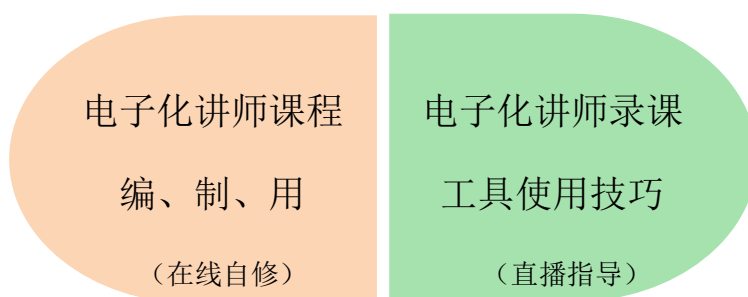 电子化讲师课程
编、制、用
（在线自修）
电子化讲师录课
工具使用技巧
（直播指导）